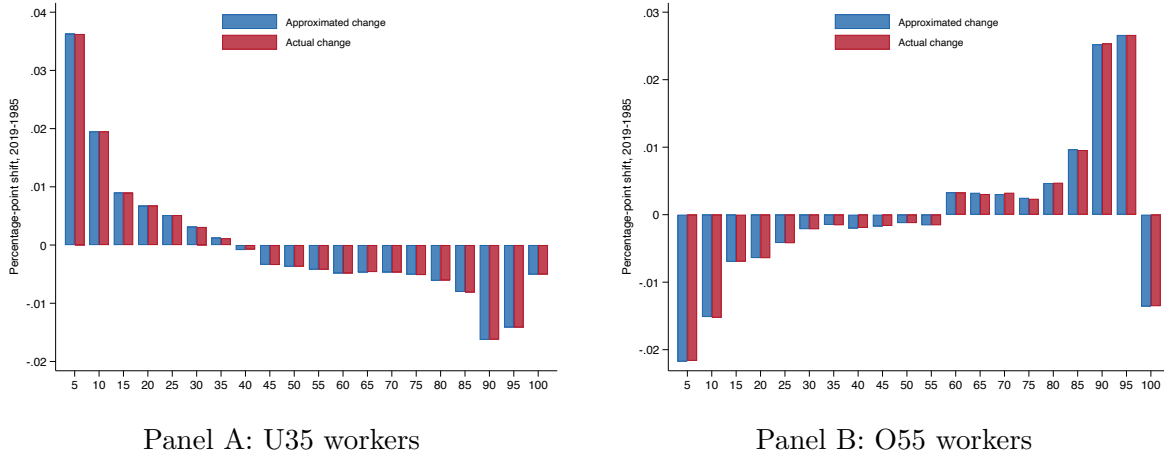 Percentage-point shift, 2019-1985
Approximated change
Actual change
.04
.03
.02
.01
0
-.01
-.02
5 10 15 20 25 30 35 40 45 50 55 60 65 70 75 80 85 90 95 100
Panel A: U35 workers
Percentage-point shift, 2019-1985
Approximated change
Actual change
.03
.02
.01
0
-.01
-.02
5 10 15 20 25 30 35 40 45 50 55 60 65 70 75 80 85 90 95 100
Panel B: O55 workers